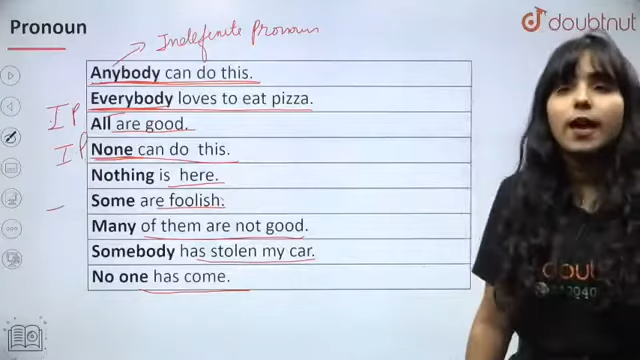 Pronoun
Indefinite pronoun
doubtnut
Anybody can do this.
Everybody loves to eat pizza.
IP
All are good.
IP
None can do  this.
Nothing is  here.
Some are foolish.
Many of them are not good.
Somebody has stolen my car.
No one has come.
doubt